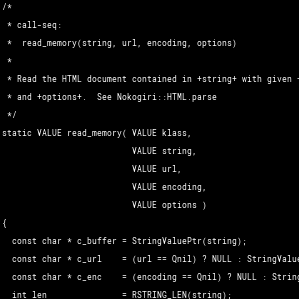 /*
 * call-seq:
 *  read_memory(string, url, encoding, options)
 *
 * Read the HTML document contained in +string+ with given
 * and +options+.  See Nokogiri::HTML.parse
 */
static VALUE read_memory( VALUE klass,
                          VALUE string,
                          VALUE url,
                          VALUE encoding,
                          VALUE options )
{
  const char * c_buffer = StringValuePtr(string);
  const char * c_url    = (url == Qnil) ? NULL : StringValue
  const char * c_enc    = (encoding == Qnil) ? NULL : String
  int len               = RSTRING_LEN(string);